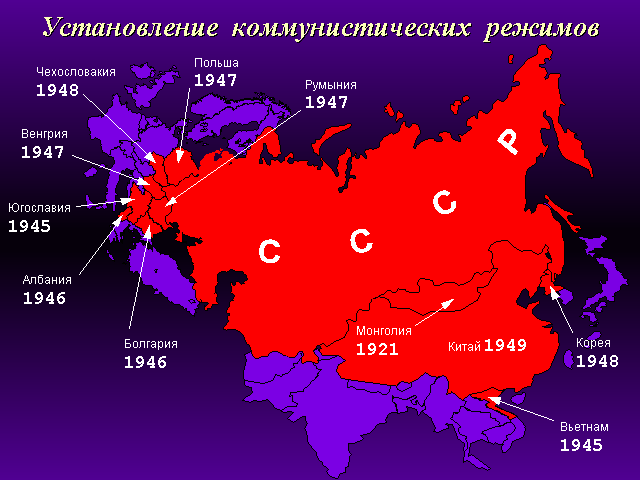 Установление коммунистических режимов
Польша
1947
Чехословакия
1948
Румыния
1947
Венгрия
1947
Р
С
Югославия
1945
С
С
Албания
1946
Монголия
1921
Китай 1949
Корея
1948
Болгария
1946
Вьетнам
1945